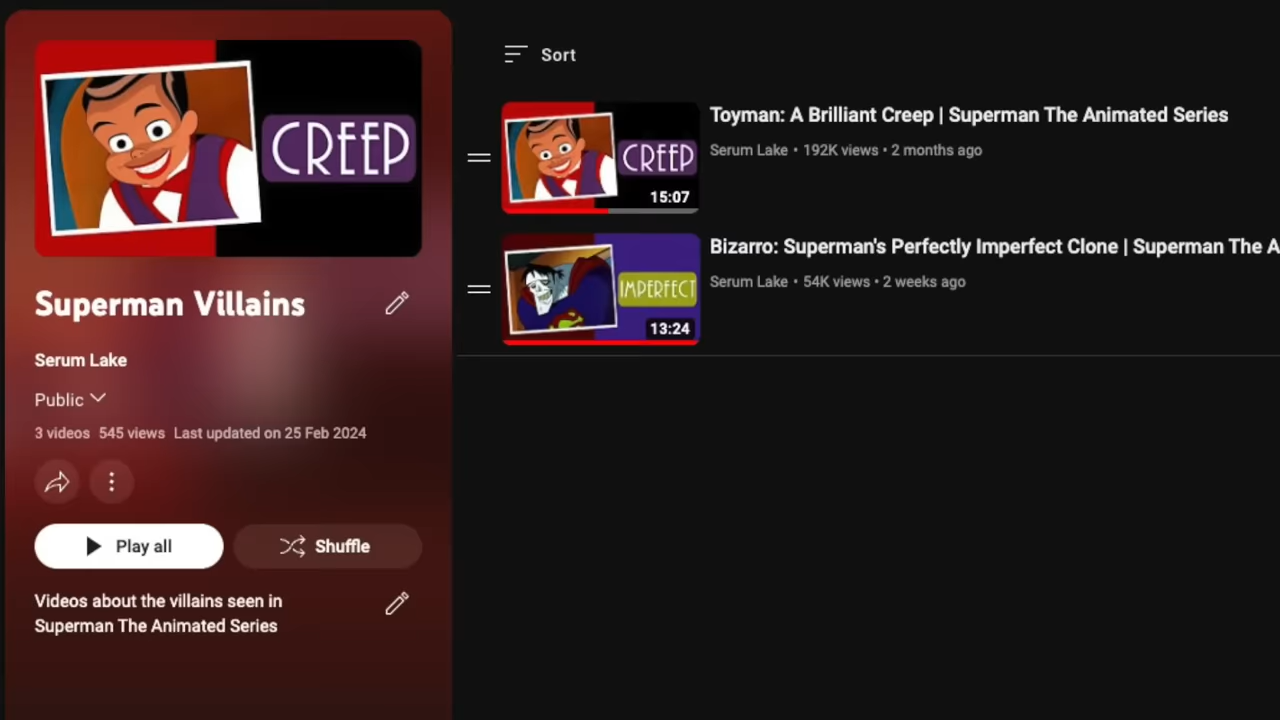 CREEP
Superman Villains
Serum Lake
Public
3 videos 545 views Last updated on 25 Feb 2024
Play all
Shuffle
Videos about the villains seen in
Superman The Animated Series
Sort
CREEP
15:07
Toyman: A Brilliant Creep | Superman The Animated Series
Serum Lake • 192K views • 2 months ago
IMPERFECT
13:24
Bizarro: Superman's Perfectly Imperfect Clone | Superman The A
Serum Lake • 54K views • 2 weeks ago